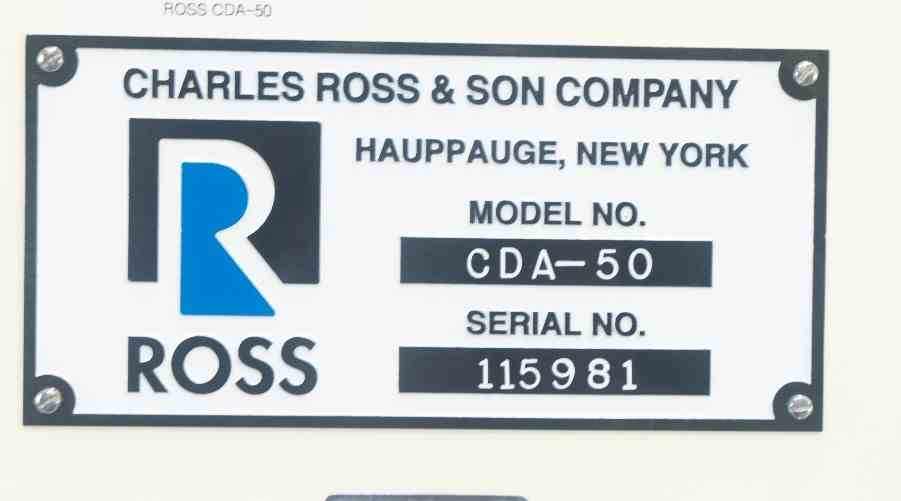 ROSS CDA-50
CHARLES ROSS & SON COMPANY
HAUPPAUGE, NEW YORK
MODEL NO.
CDA-50
SERIAL NO.
115981
R
ROSS